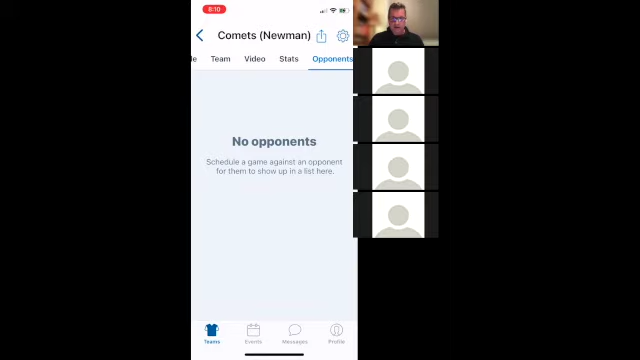 8:10
Comets (Newman)
le Team Video Stats Opponents
No opponents
Schedule a game against an opponent
for them to show up in a list here.
Teams Events Messages Profile